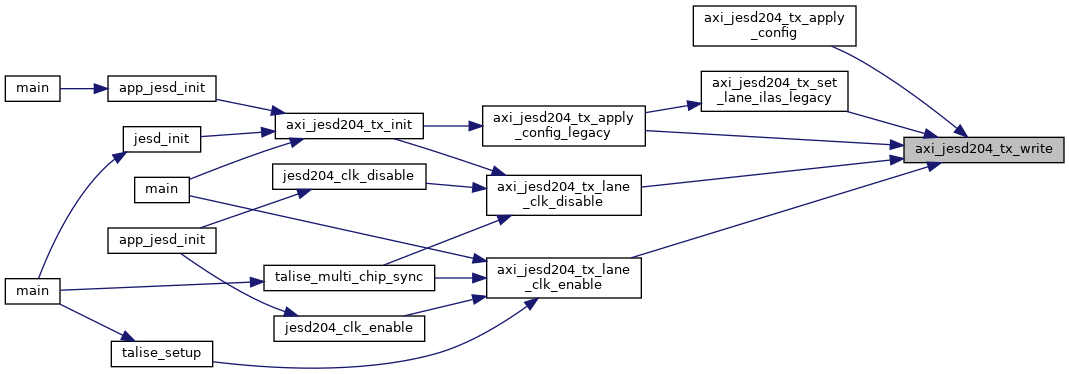 axi_jesd204_tx_apply
_config
main
app_jesd_init
axi_jesd204_tx_set
_lane_ilas_legacy
jesd_init
axi_jesd204_tx_init
axi_jesd204_tx_apply
_config_legacy
axi_jesd204_tx_write
main
jesd204_clk_disable
axi_jesd204_tx_lane
_clk_disable
app_jesd_init
main
talise_multi_chip_sync
axi_jesd204_tx_lane
_clk_enable
jesd204_clk_enable
talise_setup